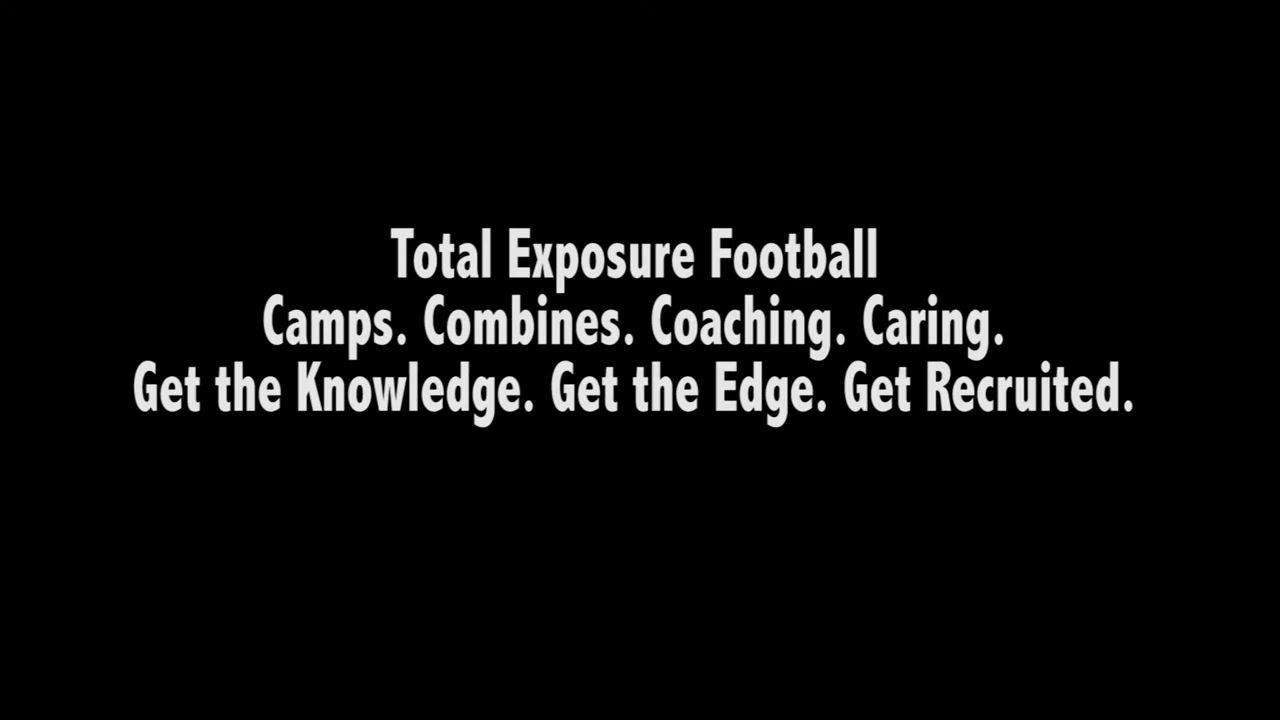 Total Exposure Football
Camps. Combines. Coaching. Caring.
Get the Knowledge. Get the Edge. Get Recruited.